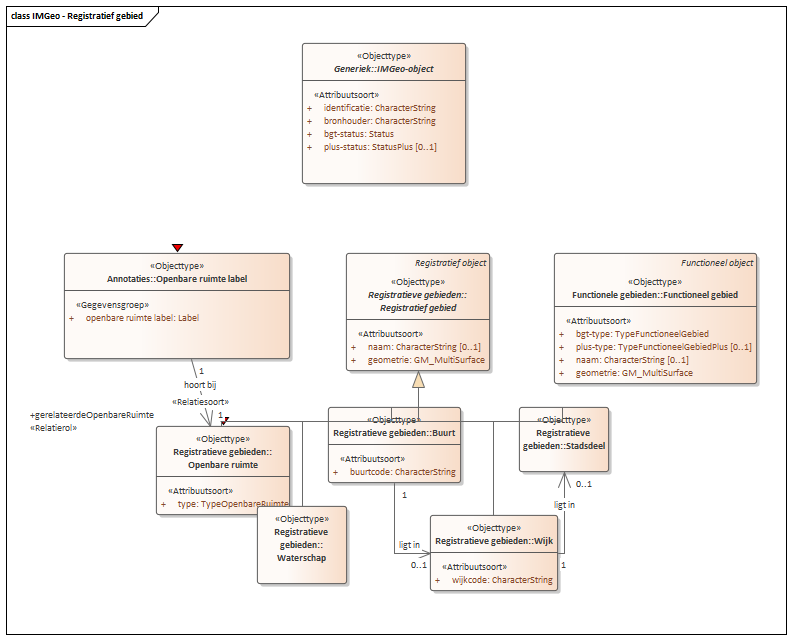 class IMGeo - Registratief gebied
«Objecttype»
Generiek::IMGeo-object
«Attribuutsoort»
+ identificatie: CharacterString
+ bronhouder: CharacterString
+ bgt-status: Status
+ plus-status: StatusPlus [0..1]
«Objecttype»
Annotaties::Openbare ruimte label
«Gegevensgroep»
+ openbare ruimte label: Label
Registratief object
«Objecttype»
Registratieve gebieden::
Registratief gebied
«Attribuutsoort»
+ naam: CharacterString [0..1]
+ geometrie: GM_MultiSurface
Functioneel object
«Objecttype»
Functionele gebieden::Functioneel gebied
«Attribuutsoort»
+ bgt-type: TypeFunctioneelGebied
+ plus-type: TypeFunctioneelGebiedPlus [0..1]
+ naam: CharacterString [0..1]
+ geometrie: GM_MultiSurface
1
hoort bij
«Relatiesoort»
+gerelateerdeOpenbareRuimte
1
«Relatierol»
«Objecttype»
Registratieve gebieden::
Openbare ruimte
«Attribuutsoort»
+ type: TypeOpenbareRuimte
«Objecttype»
Registratieve gebieden::Buurt
«Attribuutsoort»
+ buurtcode: CharacterString
«Objecttype»
Registratieve
gebieden::Stadsdeel
0..1
ligt in
1
1
ligt in
0..1
«Objecttype»
Registratieve
gebieden::
Waterschap
«Objecttype»
Registratieve gebieden::Wijk
«Attribuutsoort»
+ wijkcode: CharacterString